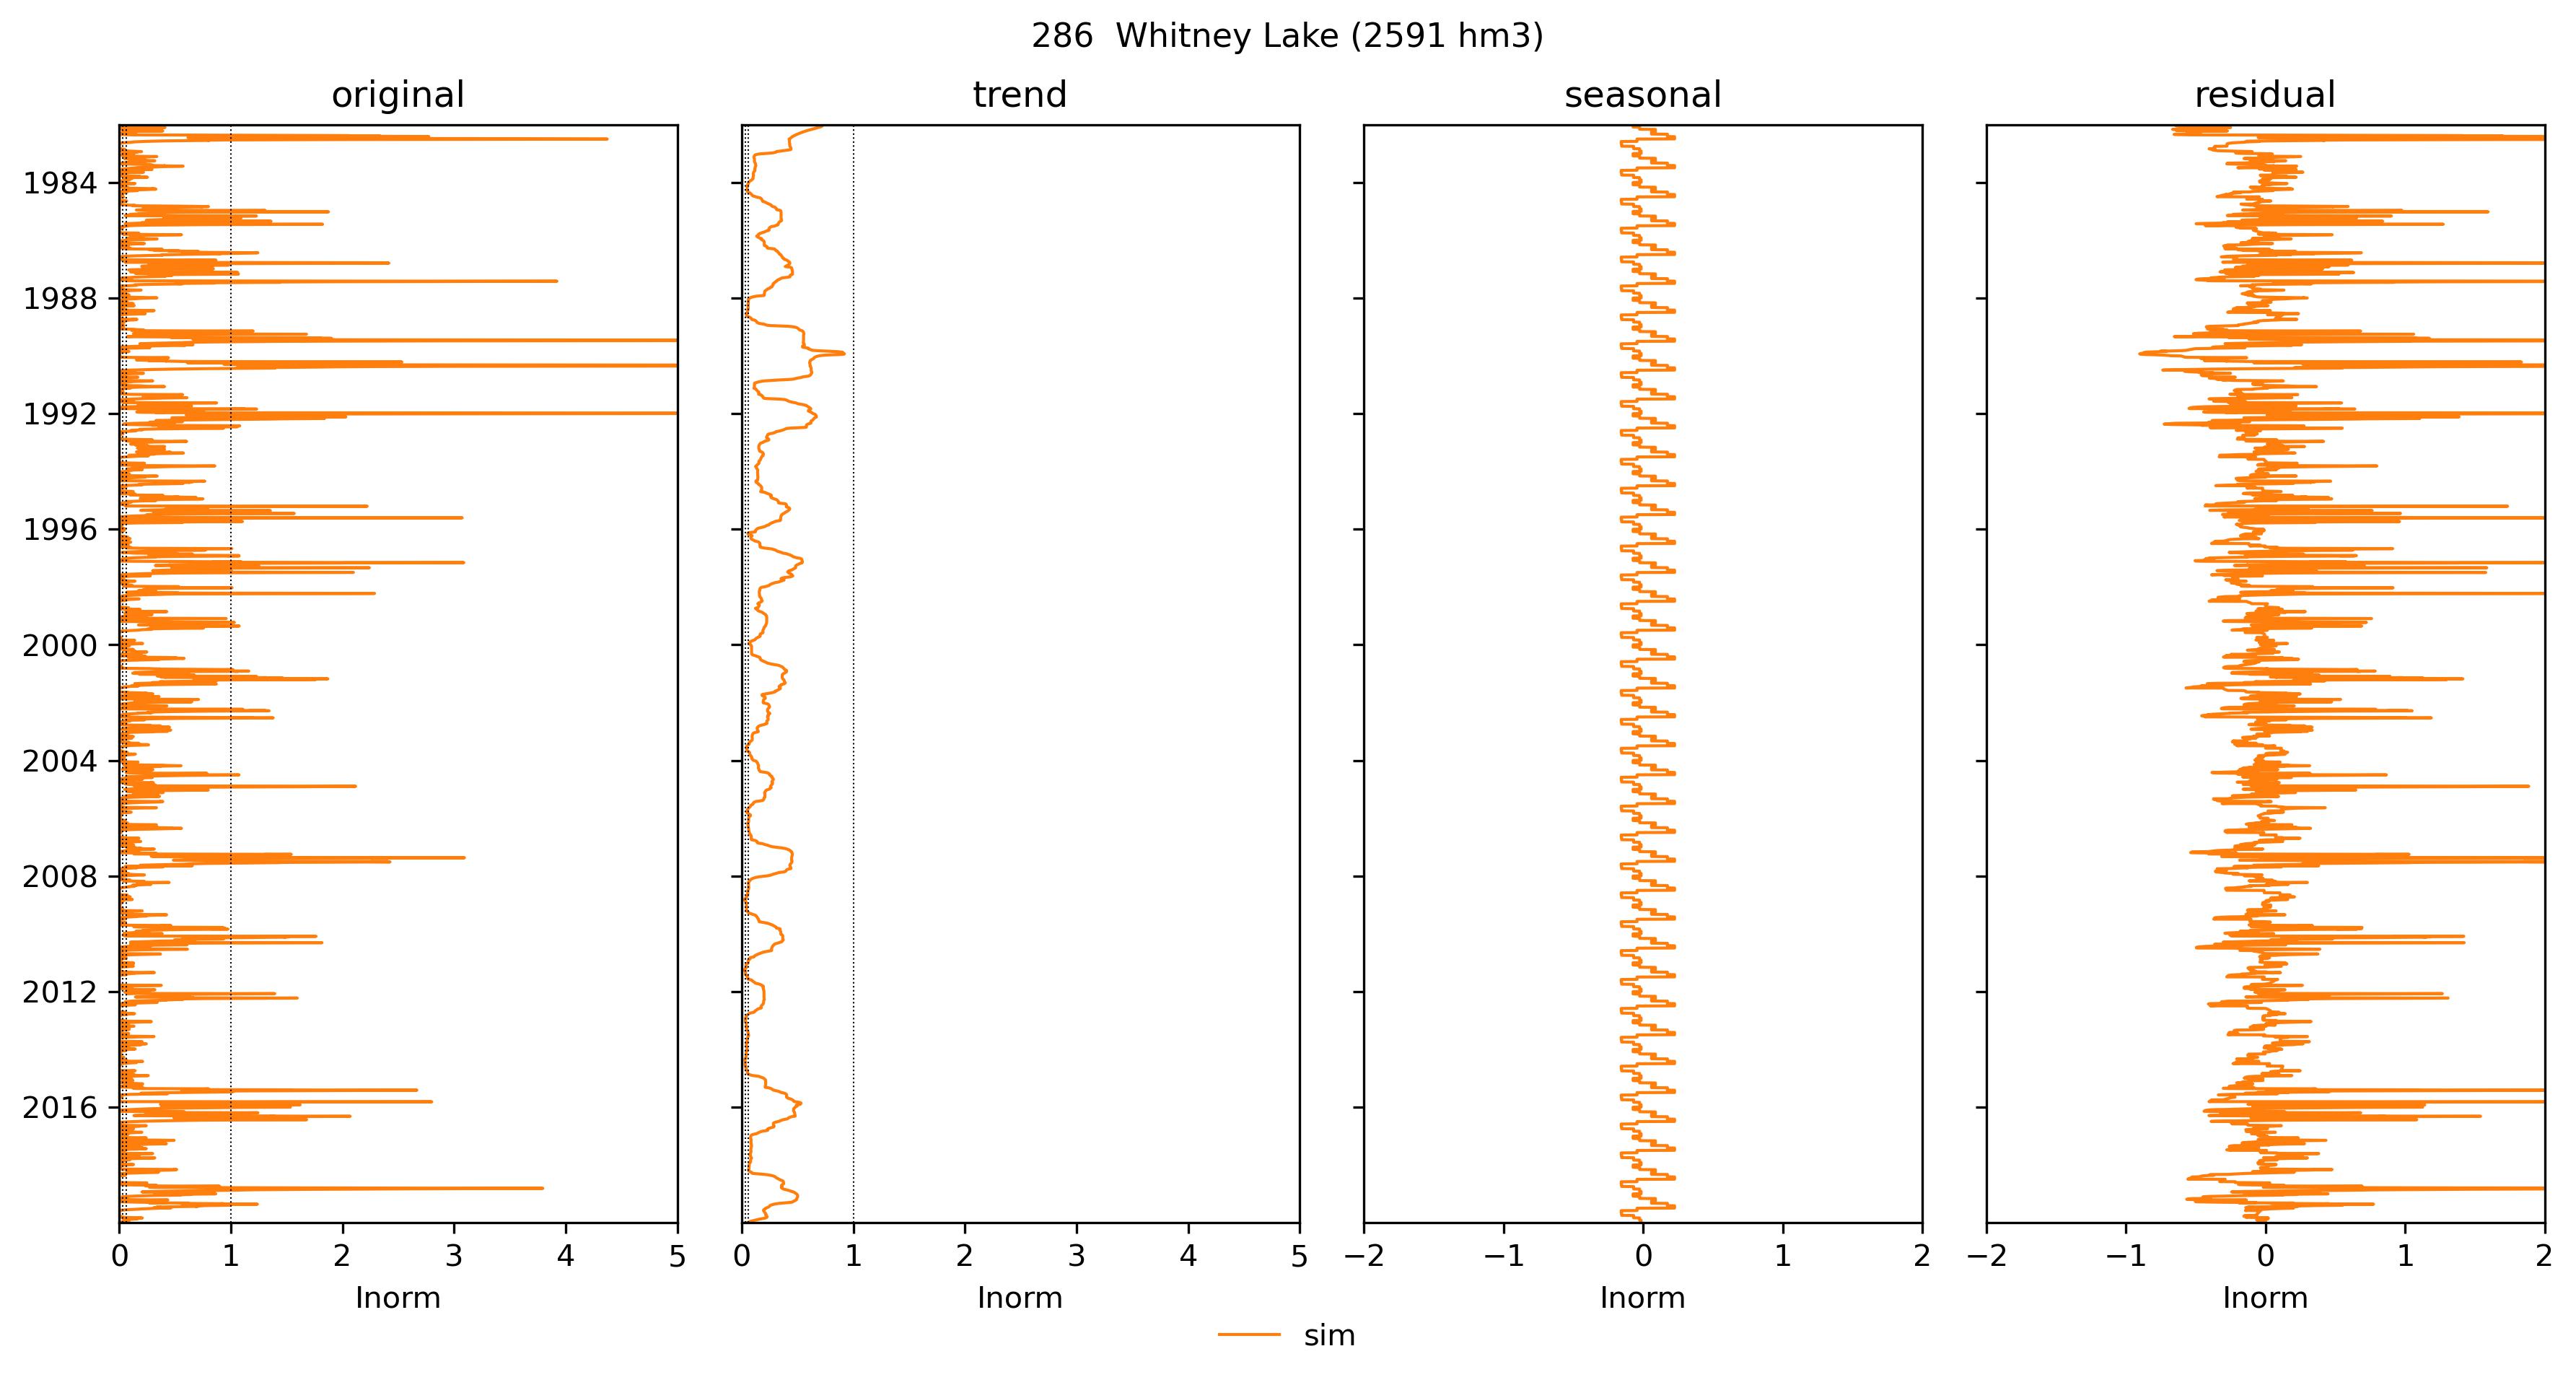 286  Whitney Lake (2591 hm3)
original
trend
seasonal
residual
1984
1988
1992
1996
2000
2004
2008
2012
2016
0 1 2 3 4 5
0 1 2 3 4 5
−2 −1 0 1 2
−2 −1 0 1 2
Inorm
Inorm
Inorm
Inorm
sim